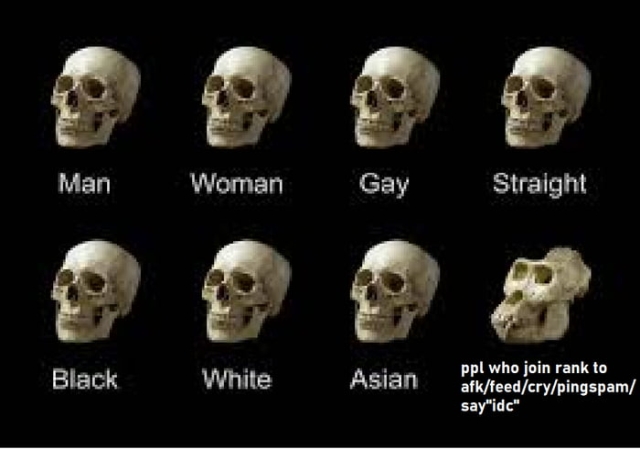 Man
Woman
Gay
Straight
Black
White
Asian
ppl who join rank to
afk/feed/cry/pingspam/
say"idc"